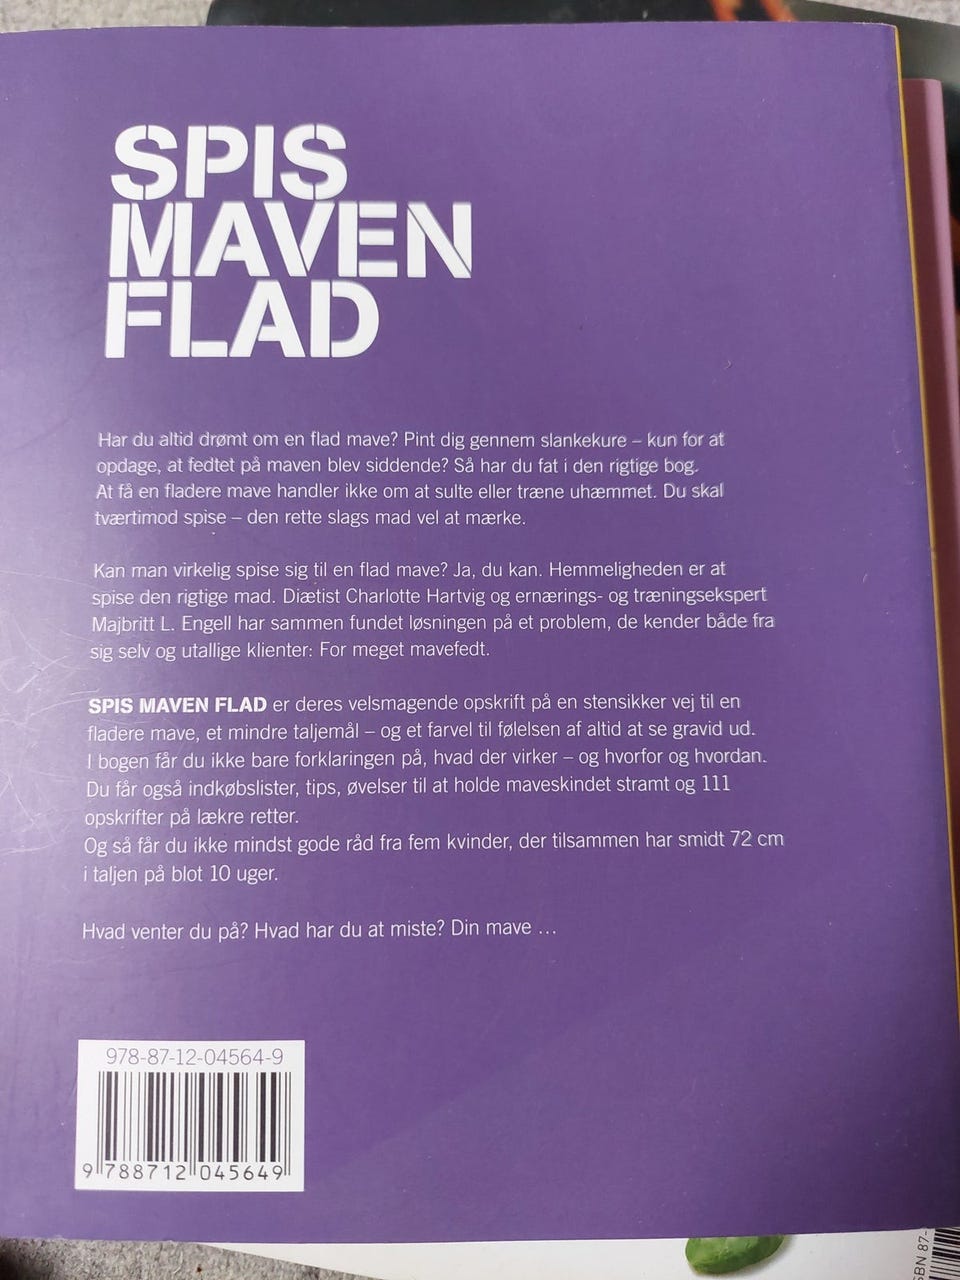 SPIS
MAVEN
FLAD
Har du altid drømt om en flad mave? Pint dig gennem slankekure – kun for at
opdage, at fedtet på maven blev siddende? Så har du fat i den rigtige bog.
At få en fladere mave handler ikke om at sulte eller træne uhæmmet. Du skal
tværtimod spise – den rette slags mad vel at mærke.
Kan man virkelig spise sig til en flad mave? Ja, du kan. Hemmeligheden er at
spise den rigtige mad. Diætist Charlotte Hartvig og ernærings- og træningsekspert
Majbritt L. Engell har sammen fundet løsningen på et problem, de kender både fra
sig selv og utallige klienter: For meget mavefedt.
SPIS MAVEN FLAD er deres velsmagende opskrift på en stensikker vej til en
fladere mave, et mindre taljemål – og et farvel til følelsen af altid at se gravid ud.
I bogen får du ikke bare forklaringen på, hvad der virker – og hvorfor og hvordan.
Du får også indkøbslister, tips, øvelser til at holde maveskindet stramt og 111
opskrifter på lækre retter.
Og så får du ikke mindst gode råd fra fem kvinder, der tilsammen har smidt 72 cm
i taljen på blot 10 uger.
Hvad venter du på? Hvad har du at miste? Din mave ...
978-87-12-04564-9
9 788712 045649